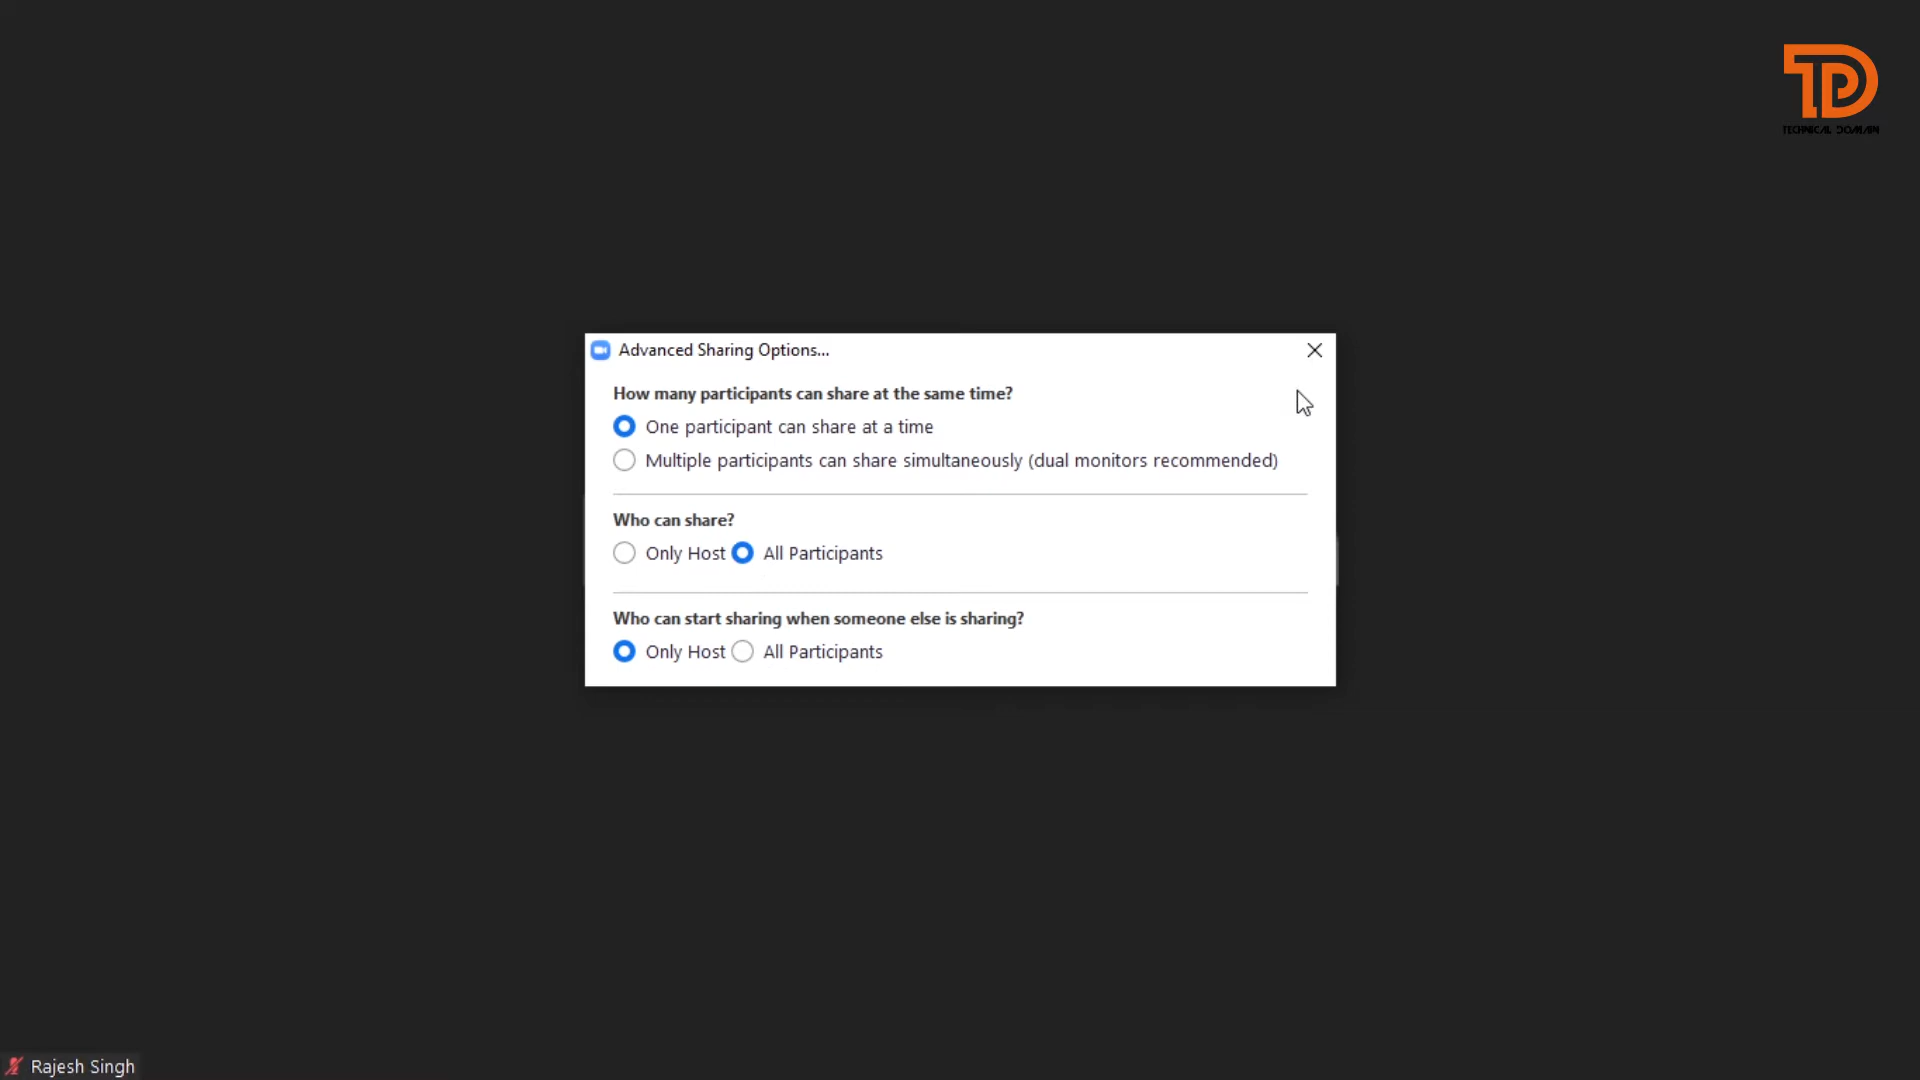 TECHNICAL DOMAIN
Advanced Sharing Options...
How many participants can share at the same time?
One participant can share at a time
Multiple participants can share simultaneously (dual monitors recommended)
Who can share?
Only Host All Participants
Who can start sharing when someone else is sharing?
Only Host All Participants
Rajesh Singh